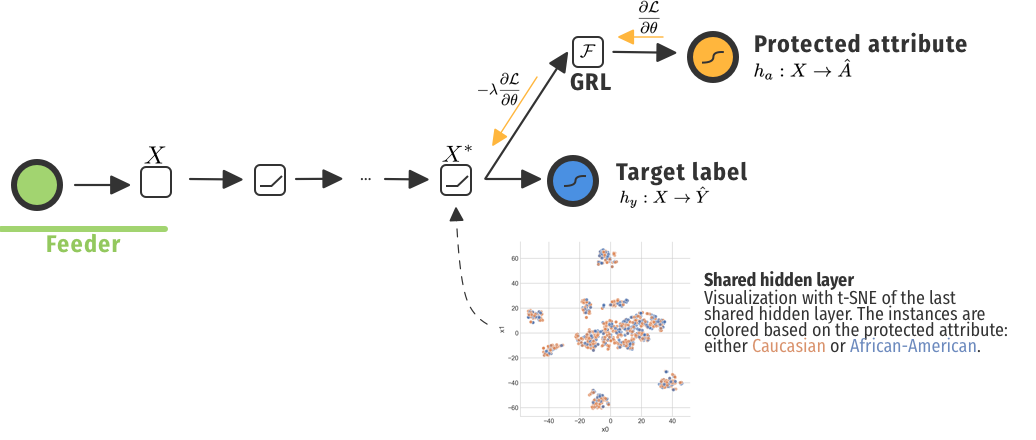 ∂ℒ
∂θ
Protected attribute
h_a : X → Â
ℱ
GRL
−λ ∂ℒ
∂θ
X
X*
...
Target label
h_y : X → Ŷ
Feeder
60
40
20
0
−20
−40
−60
x1
−40 −20 0 20 40
x0
Shared hidden layer
Visualization with t-SNE of the last
shared hidden layer. The instances are
colored based on the protected attribute:
either Caucasian or African-American.